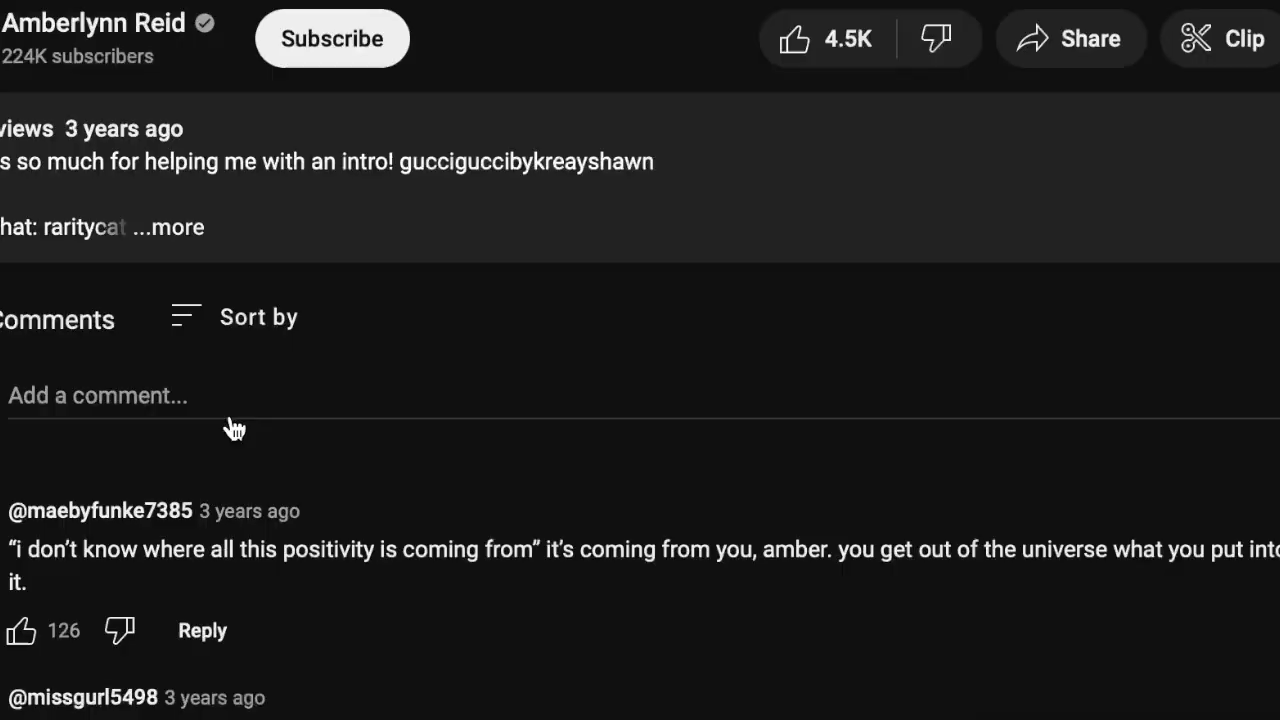 Amberlynn Reid
224K subscribers
Subscribe
4.5K
Share
Clip
views 3 years ago
s so much for helping me with an intro! gucciguccibykreayshawn
hat: raritycat ...more
Comments
Sort by
Add a comment...
@maebyfunke7385 3 years ago
“i don’t know where all this positivity is coming from” it’s coming from you, amber. you get out of the universe what you put into
it.
126
Reply
@missgurl5498 3 years ago